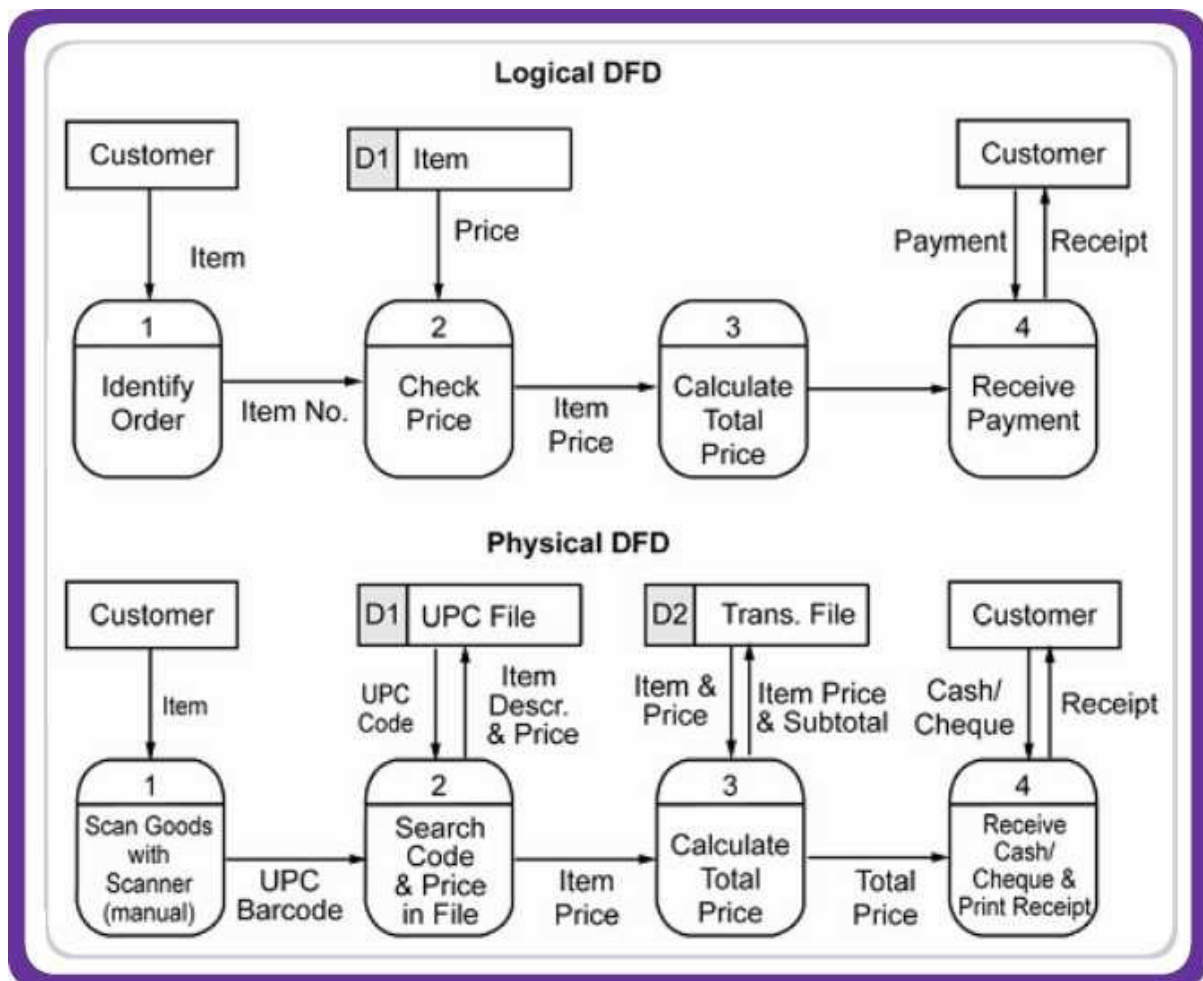 Logical DFD
Customer
D1 Item
Customer
Item
Price
Payment Receipt
1
Identify
Order
Item No.
2
Check
Price
Item
Price
3
Calculate
Total
Price
4
Receive
Payment
Physical DFD
Customer
D1 UPC File
D2 Trans. File
Customer
Item
UPC
Code
Item
Descr.
& Price
Item &
Price
Item Price
& Subtotal
Cash/
Cheque
Receipt
1
Scan Goods
with
Scanner
(manual)
UPC
Barcode
2
Search
Code
& Price
in File
Item
Price
3
Calculate
Total
Price
Total
Price
4
Receive
Cash/
Cheque &
Print Receipt